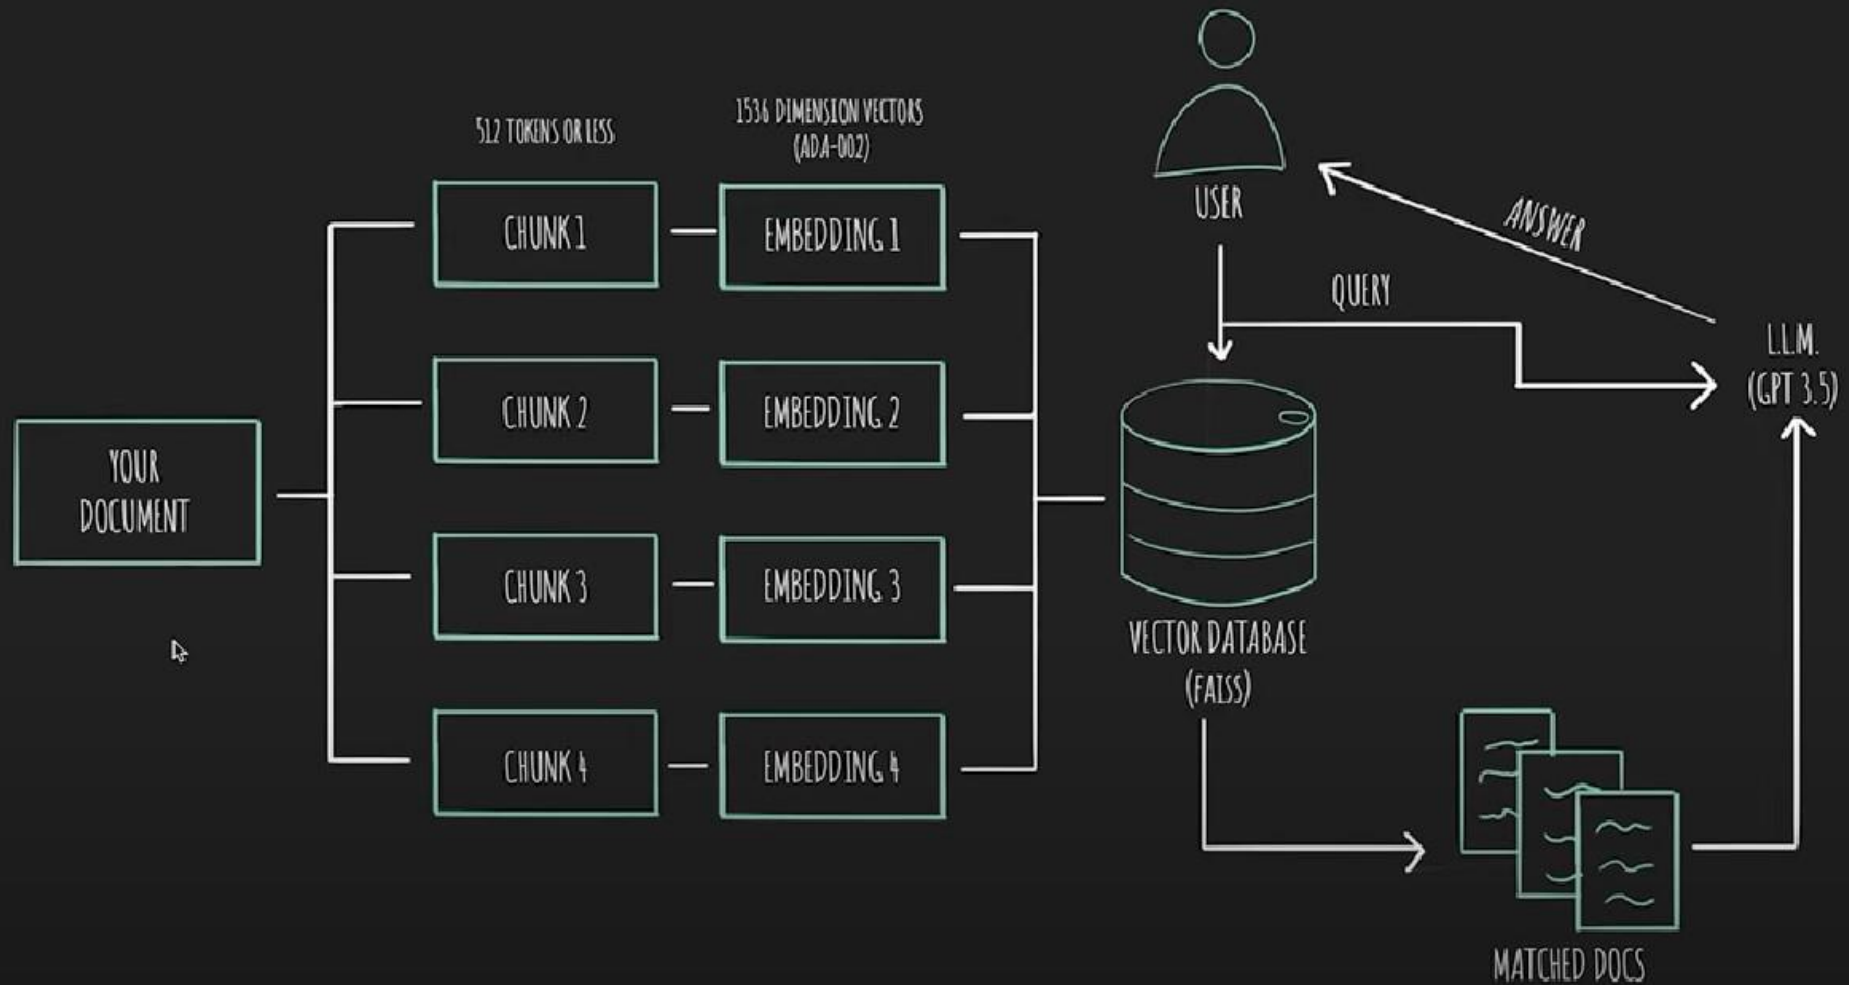 512 TOKENS OR LESS
1536 DIMENSION VECTORS
(ADA-002)
YOUR
DOCUMENT
CHUNK 1
EMBEDDING 1
CHUNK 2
EMBEDDING 2
CHUNK 3
EMBEDDING 3
CHUNK 4
EMBEDDING 4
USER
ANSWER
QUERY
L.L.M.
(GPT 3.5)
VECTOR DATABASE
(FAISS)
MATCHED DOCS